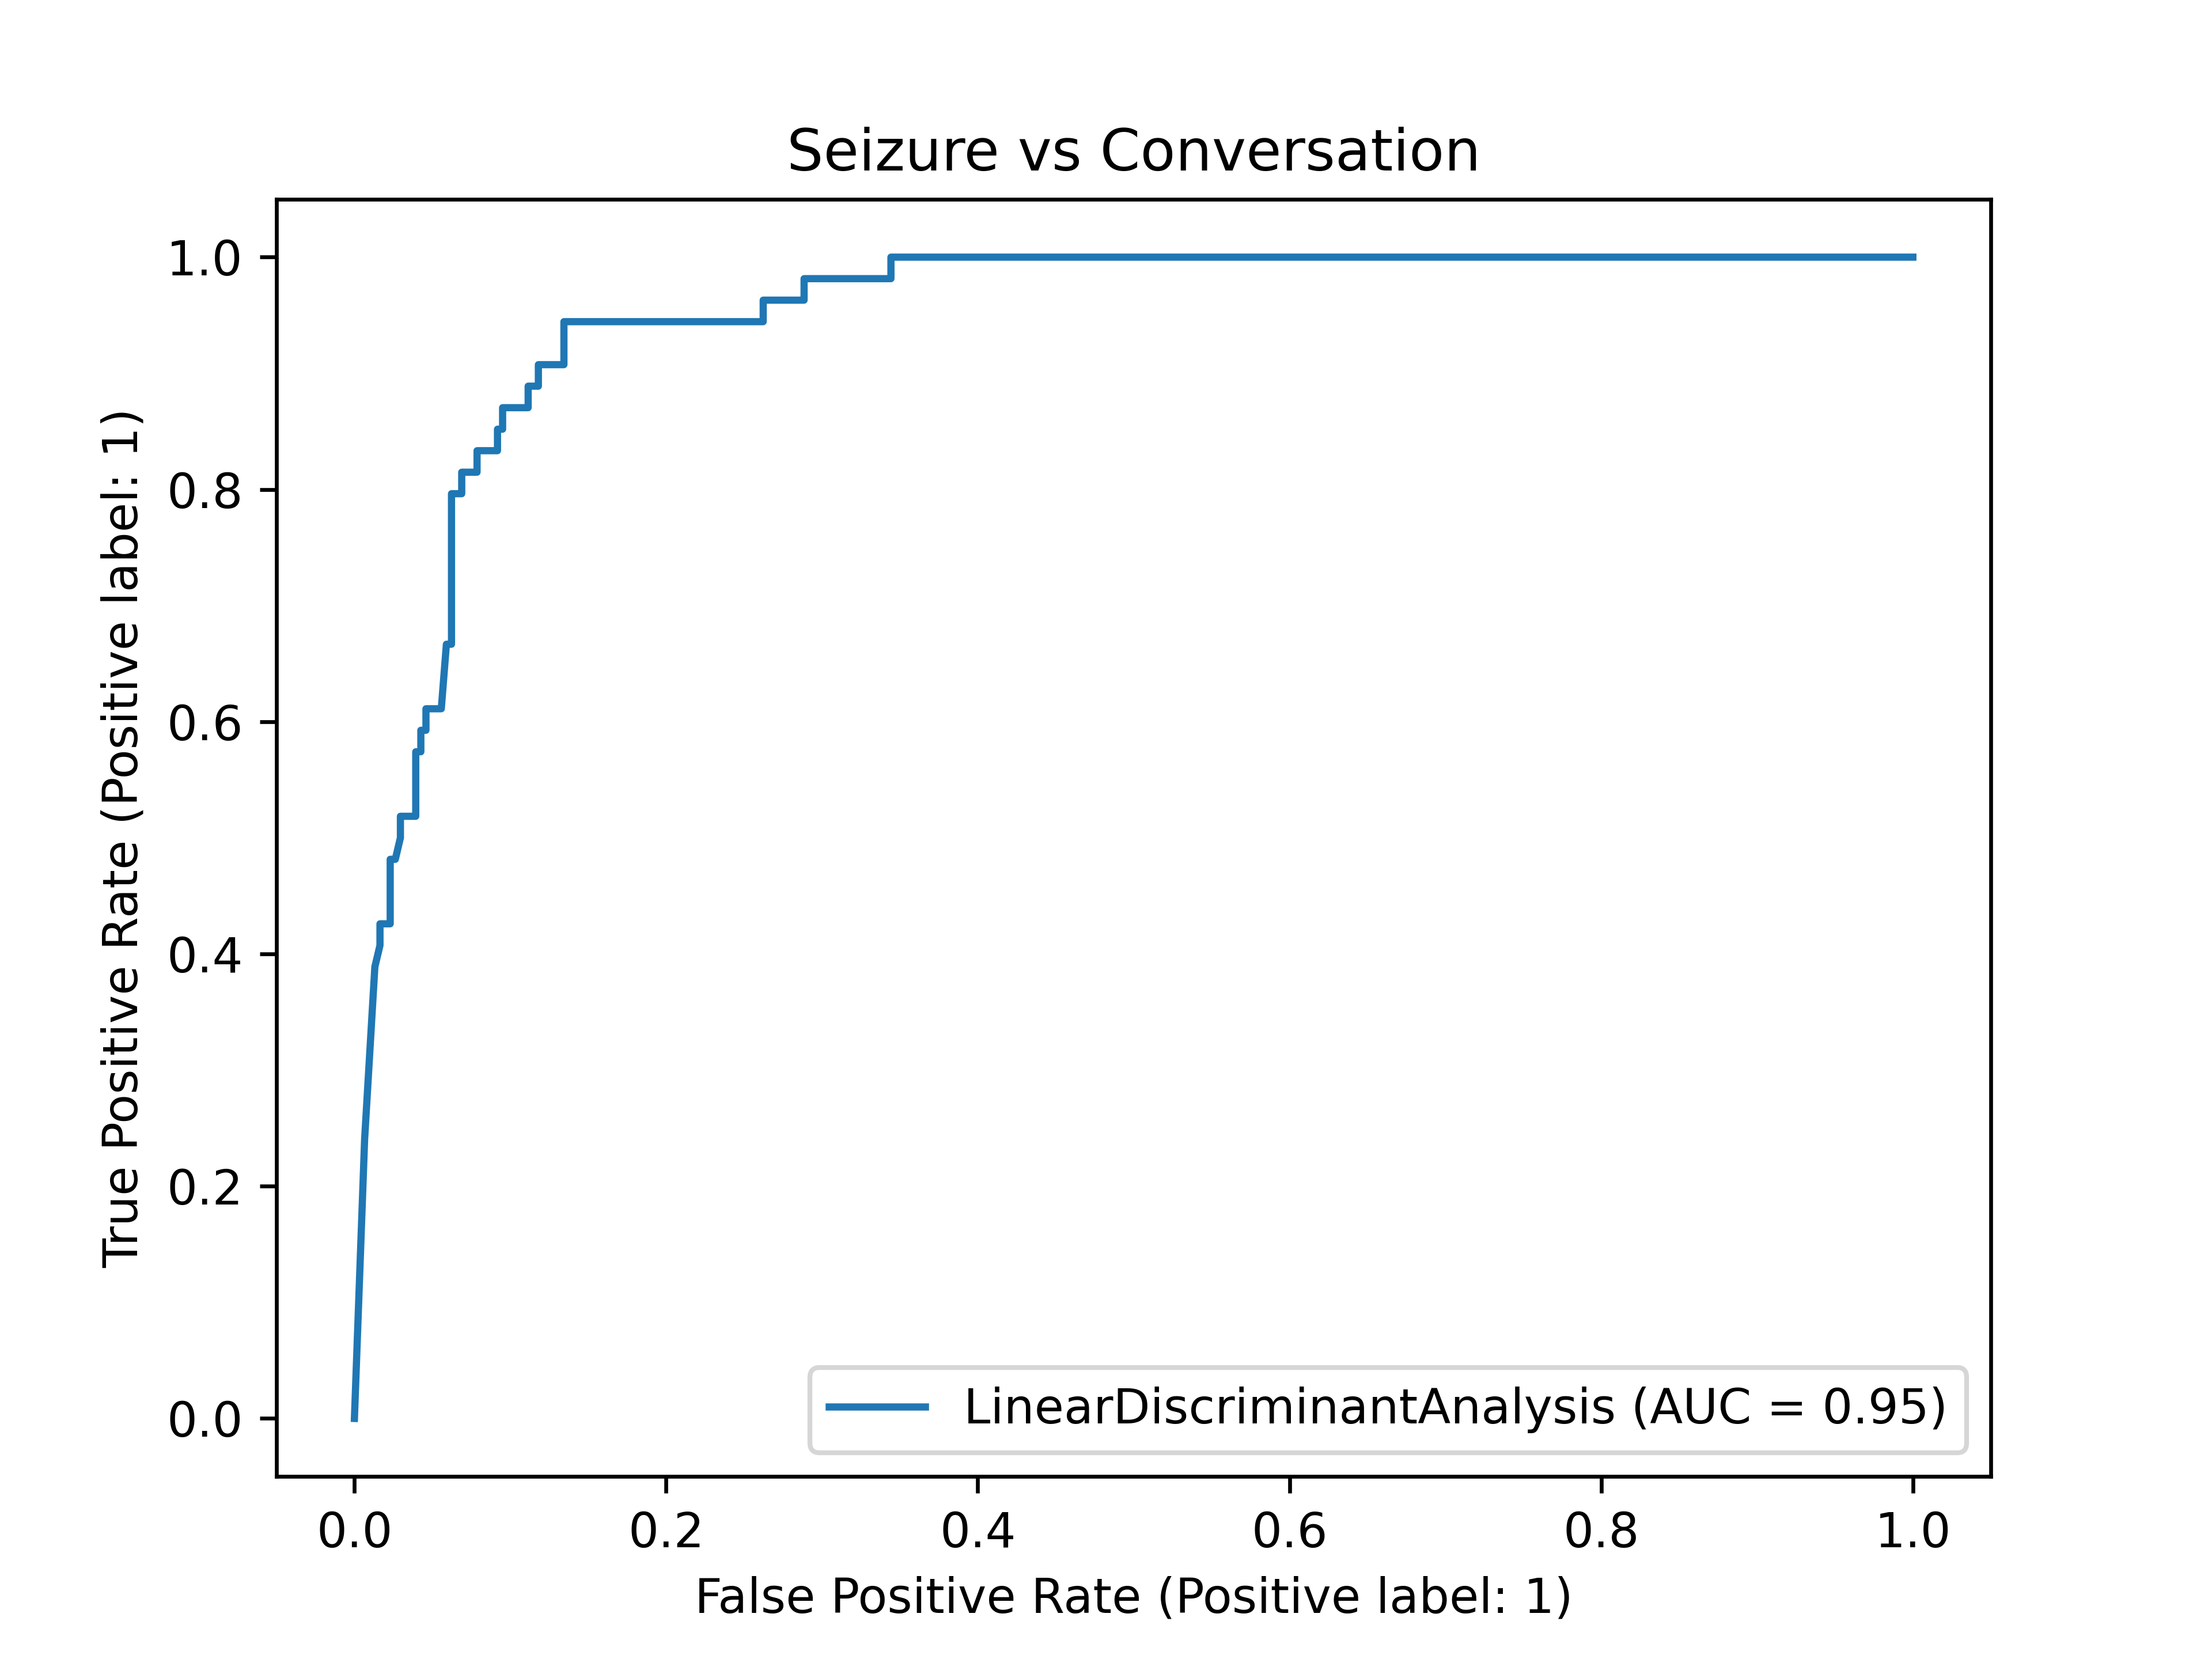 Seizure vs Conversation
1.0
0.8
0.6
0.4
0.2
0.0
True Positive Rate (Positive label: 1)
LinearDiscriminantAnalysis (AUC = 0.95)
0.0 0.2 0.4 0.6 0.8 1.0
False Positive Rate (Positive label: 1)